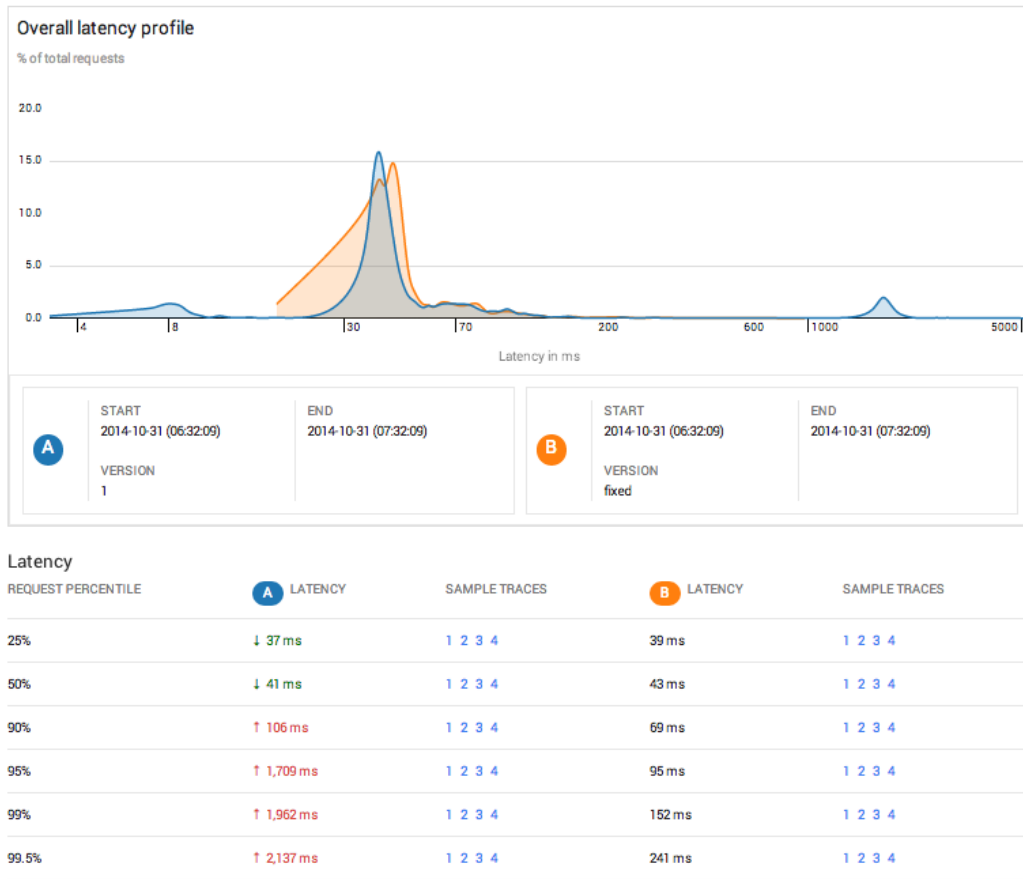 Overall latency profile
% of total requests
20.0
15.0
10.0
5.0
0.0
4 8 30 70 200 600 1000 5000
Latency in ms
A
START
2014-10-31 (06:32:09)
END
2014-10-31 (07:32:09)
VERSION
1
B
START
2014-10-31 (06:32:09)
END
2014-10-31 (07:32:09)
VERSION
fixed
Latency
REQUEST PERCENTILE A LATENCY SAMPLE TRACES B LATENCY SAMPLE TRACES
25% ↓ 37 ms 1 2 3 4 39 ms 1 2 3 4
50% ↓ 41 ms 1 2 3 4 43 ms 1 2 3 4
90% ↑ 106 ms 1 2 3 4 69 ms 1 2 3 4
95% ↑ 1,709 ms 1 2 3 4 95 ms 1 2 3 4
99% ↑ 1,962 ms 1 2 3 4 152 ms 1 2 3 4
99.5% ↑ 2,137 ms 1 2 3 4 241 ms 1 2 3 4